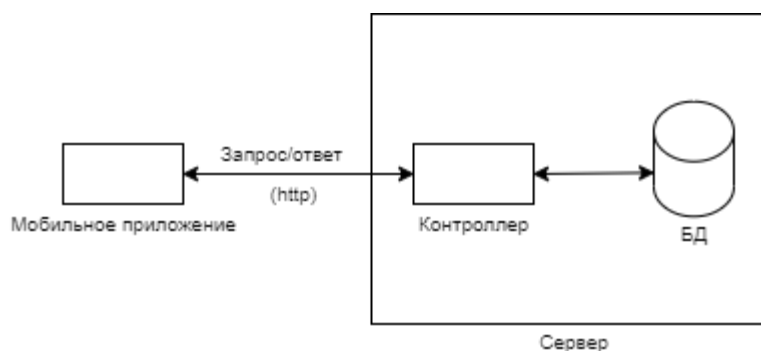 Запрос/ответ
(http)
Мобильное приложение
Контроллер
БД
Сервер